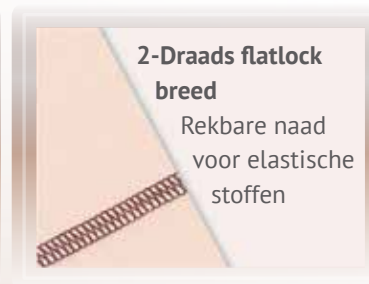 2-Draads flatlock
breed
Rekbare naad
voor elastische
stoffen